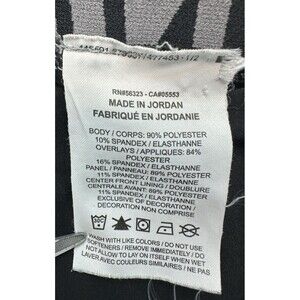 RN#56323 - CA#05553
MADE IN JORDAN
FABRIQUÉ EN JORDANIE
BODY / CORPS: 90% POLYESTER
10% SPANDEX / ELASTHANNE
OVERLAYS / APPLIQUES: 84%
POLYESTER
16% SPANDEX / ELASTHANNE
PANEL / PANNEAU: 89% POLYESTER
11% SPANDEX / ELASTHANNE
CENTER FRONT LINING / DOUBLURE
CENTRALE AVANT: 89% POLYESTER
11% SPANDEX / ELASTHANNE
EXCLUSIVE OF DECORATION
DECORATION NON COMPRIS
30
WASH WITH LIKE COLORS / DO NOT USE
SOFTENERS / REMOVE IMMEDIATELY / DO
NOT ALLOW TO LAY ON ITSELF WHEN WET
LAVER COULEURS SIMILAIRES / NE PAS